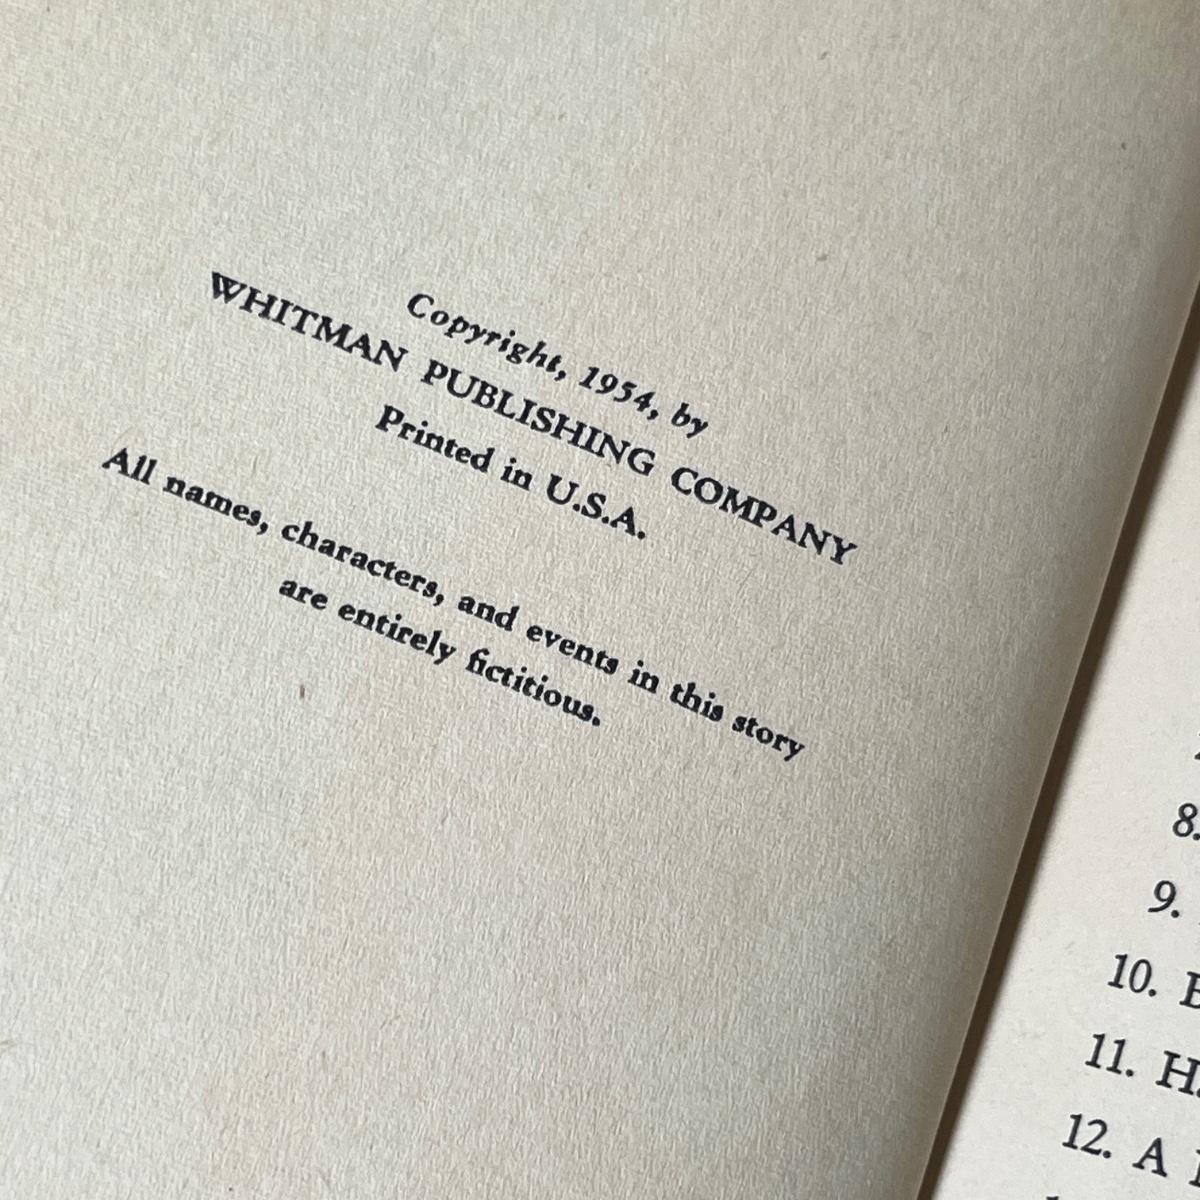 Copyright, 1954, by
WHITMAN PUBLISHING COMPANY
Printed in U.S.A.
All names, characters, and events in this story
are entirely fictitious.
8.
9.
10.
11.
12. A